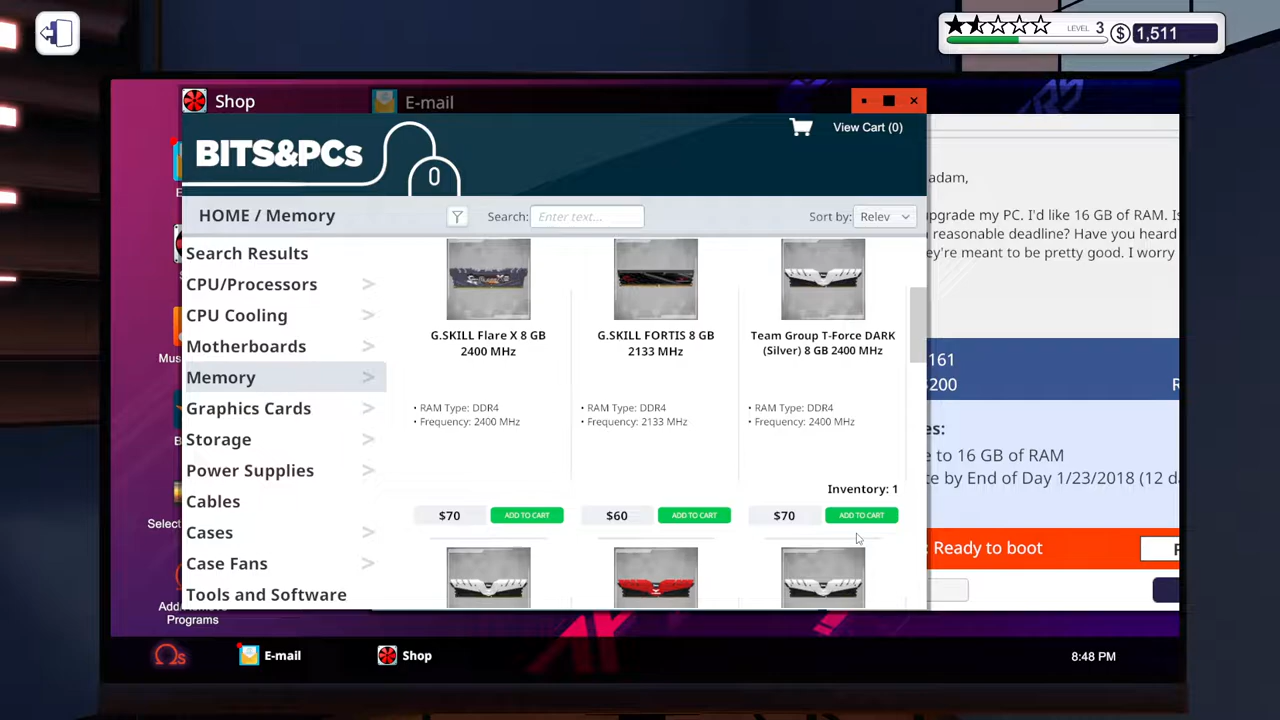 LEVEL 3 $ 1,511
Shop
E-mail
View Cart (0)
BITS&PCs
HOME / Memory
Search:
Enter text...
Sort by:
Relev
Search Results
CPU/Processors >
CPU Cooling >
Motherboards >
Memory >
Graphics Cards >
Storage >
Power Supplies >
Cables
Cases >
Case Fans >
Tools and Software
G.SKILL Flare X 8 GB
2400 MHz
• RAM Type: DDR4
• Frequency: 2400 MHz
$70
ADD TO CART
G.SKILL FORTIS 8 GB
2133 MHz
• RAM Type: DDR4
• Frequency: 2133 MHz
$60
ADD TO CART
Team Group T-Force DARK
(Silver) 8 GB 2400 MHz
• RAM Type: DDR4
• Frequency: 2400 MHz
Inventory: 1
$70
ADD TO CART
adam,
upgrade my PC. I'd like 16 GB of RAM. Is
reasonable deadline? Have you heard
ey're meant to be pretty good. I worry
161
200
es:
e to 16 GB of RAM
te by End of Day 1/23/2018 (12 d
Ready to boot
Mus
Select
Add/
Programs
Ωs
E-mail
Shop
8:48 PM